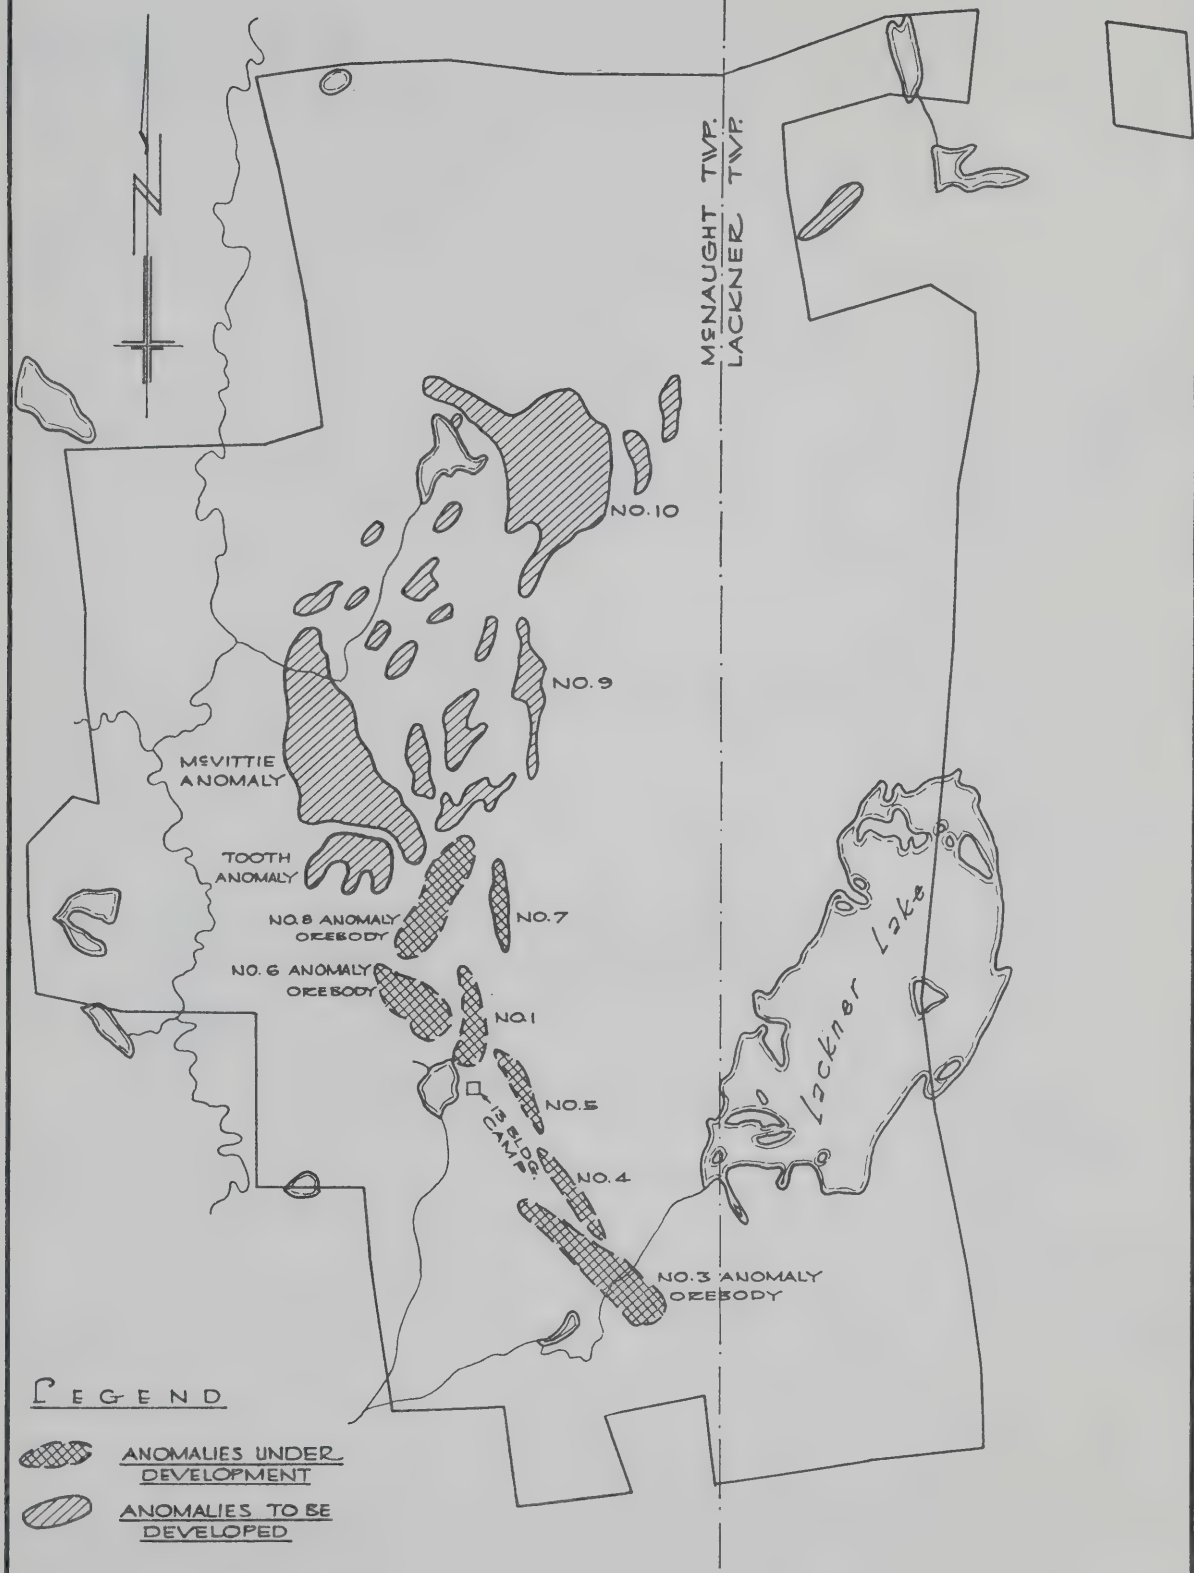 N
McNAUGHT TWP.
LACKNER TWP.
NO. 10
NO. 9
McVITTIE
ANOMALY
TOOTH
ANOMALY
NO. 8 ANOMALY
OREBODY
NO. 7
NO. 6 ANOMALY
OREBODY
NO. 1
NO. 5
13 BLDG.
CAMP.
NO. 4
NO. 3 ANOMALY
OREBODY
Lackner Lake
LEGEND
ANOMALIES UNDER
DEVELOPMENT
ANOMALIES TO BE
DEVELOPED